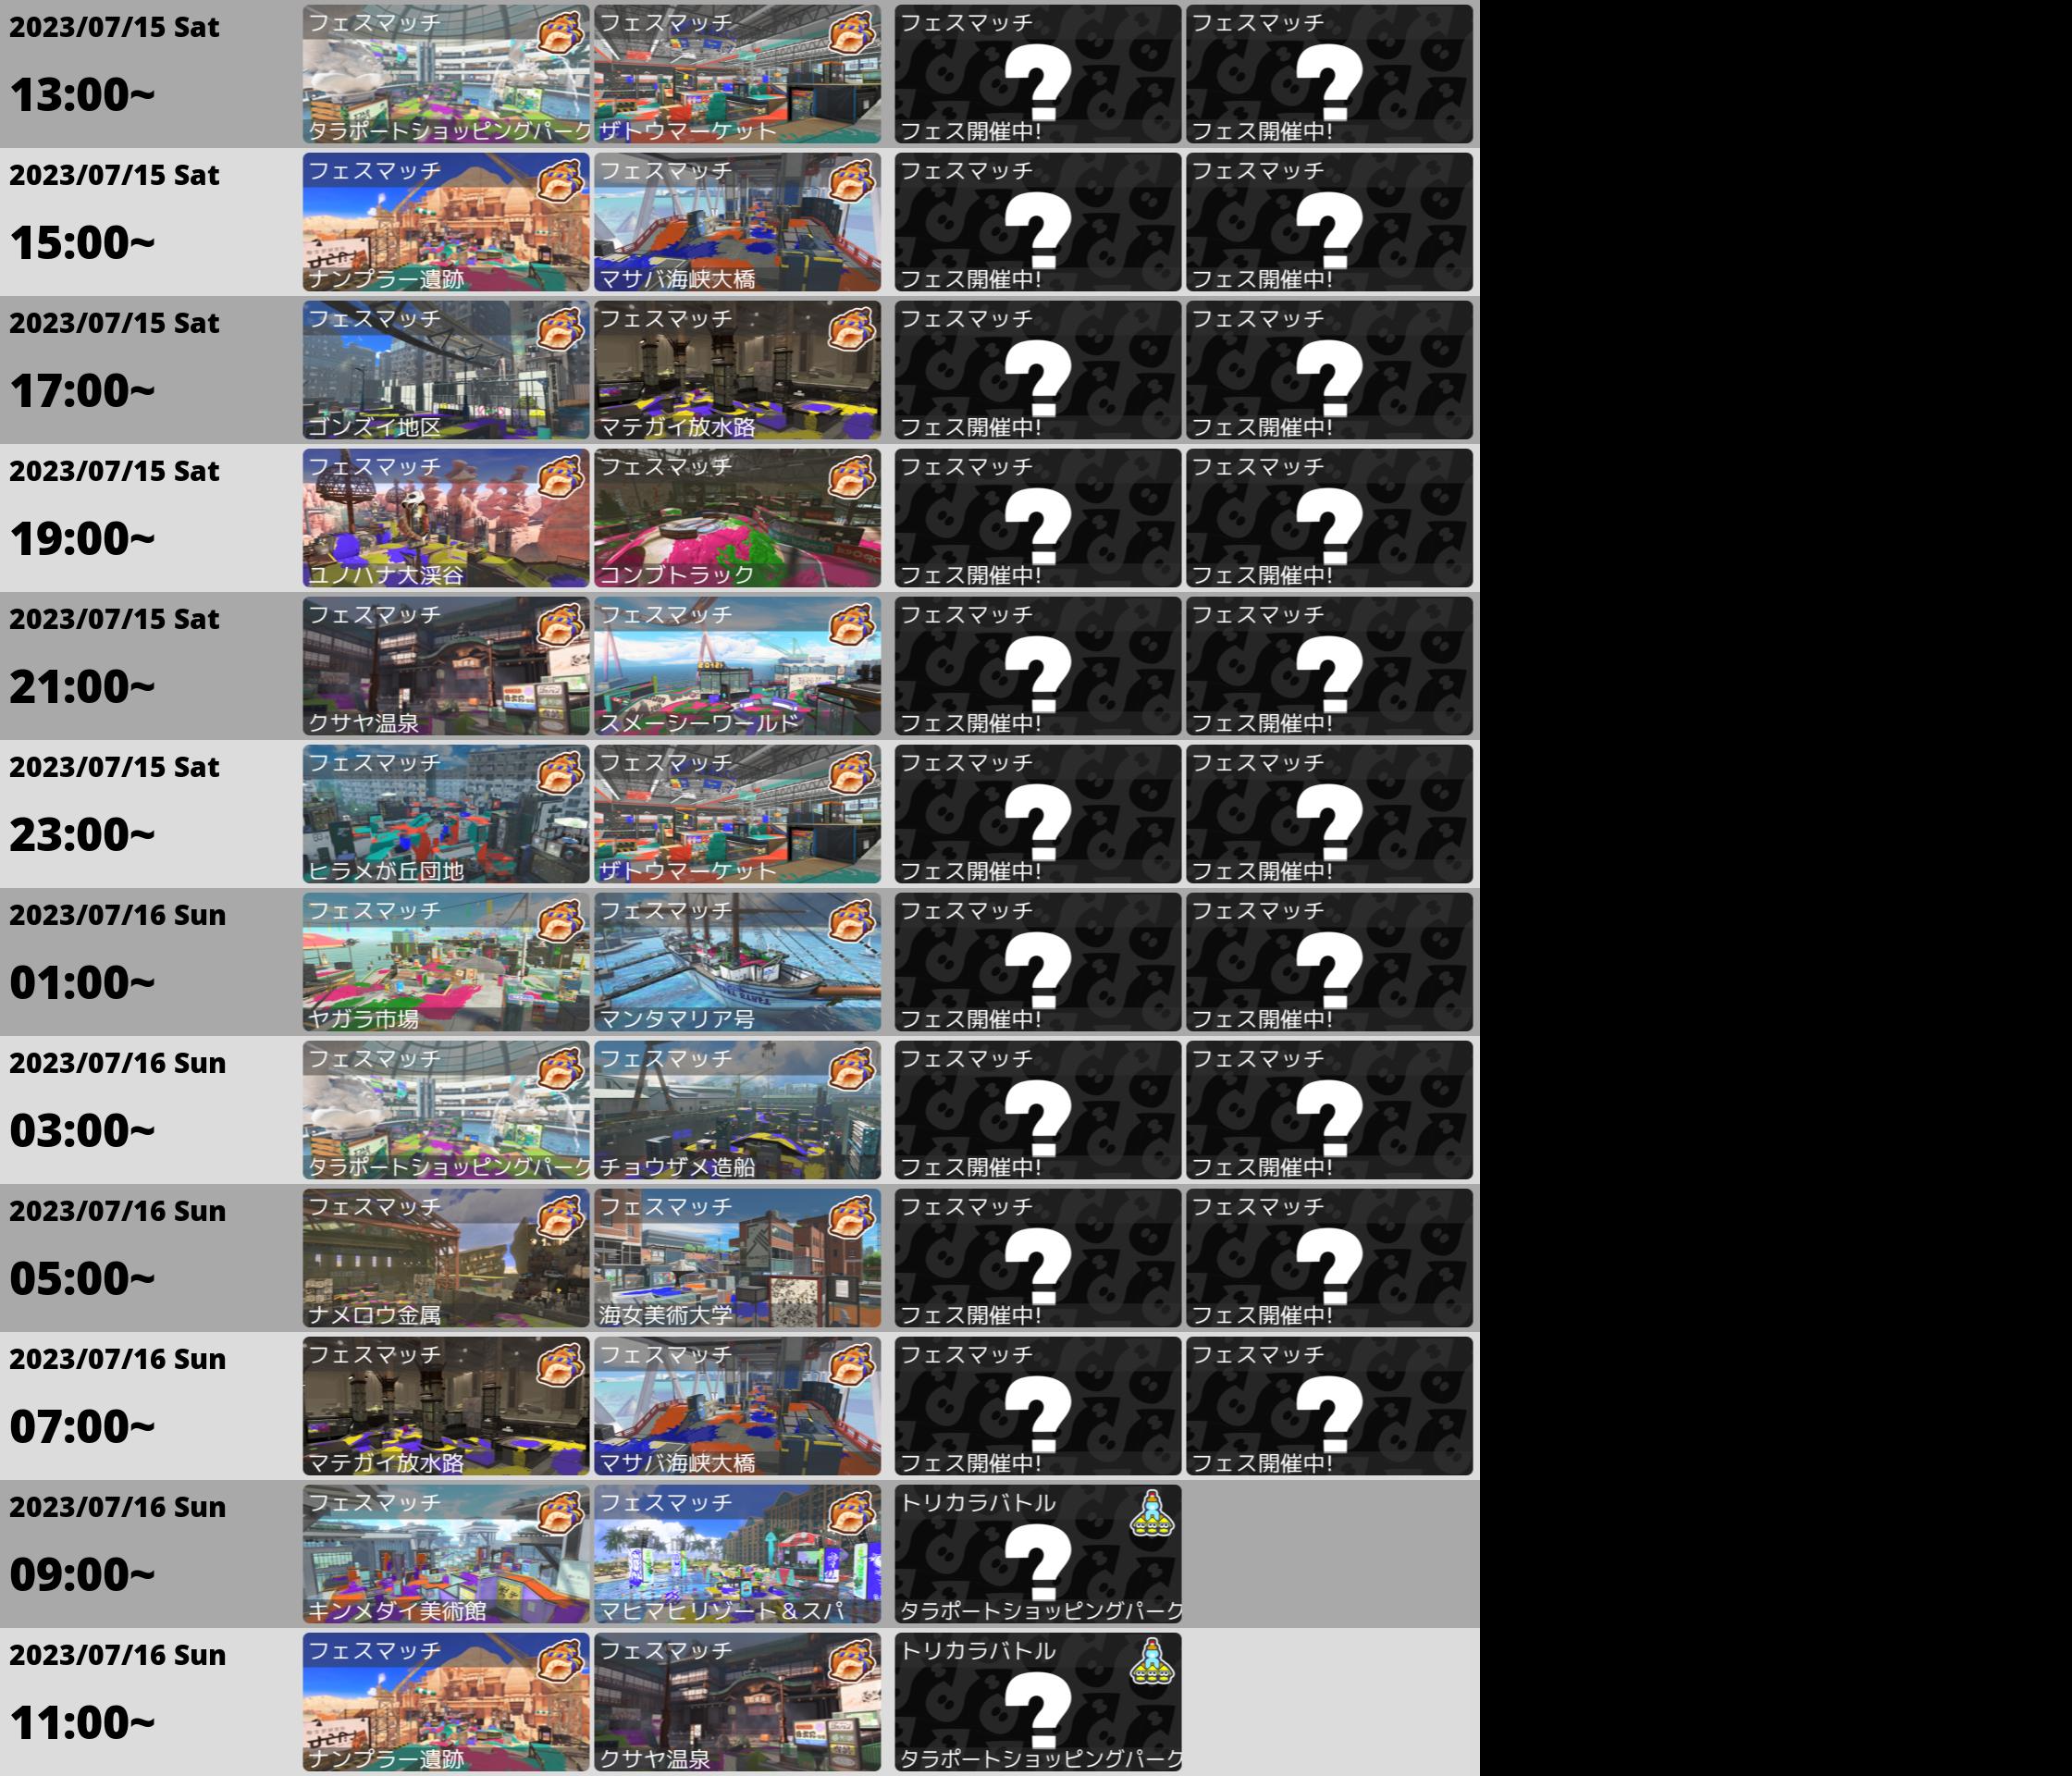 2023/07/15 Sat
13:00~
フェスマッチ
タラポートショッピングパーク
フェスマッチ
ザトウマーケット
フェスマッチ
フェス開催中!
フェスマッチ
フェス開催中!
2023/07/15 Sat
15:00~
フェスマッチ
ナンプラー遺跡
フェスマッチ
マサバ海峡大橋
フェスマッチ
フェス開催中!
フェスマッチ
フェス開催中!
2023/07/15 Sat
17:00~
フェスマッチ
ゴンズイ地区
フェスマッチ
マテガイ放水路
フェスマッチ
フェス開催中!
フェスマッチ
フェス開催中!
2023/07/15 Sat
19:00~
フェスマッチ
ユノハナ大渓谷
フェスマッチ
コンブトラック
フェスマッチ
フェス開催中!
フェスマッチ
フェス開催中!
2023/07/15 Sat
21:00~
フェスマッチ
クサヤ温泉
フェスマッチ
スメーシーワールド
フェスマッチ
フェス開催中!
フェスマッチ
フェス開催中!
2023/07/15 Sat
23:00~
フェスマッチ
ヒラメが丘団地
フェスマッチ
ザトウマーケット
フェスマッチ
フェス開催中!
フェスマッチ
フェス開催中!
2023/07/16 Sun
01:00~
フェスマッチ
ヤガラ市場
フェスマッチ
マンタマリア号
フェスマッチ
フェス開催中!
フェスマッチ
フェス開催中!
2023/07/16 Sun
03:00~
フェスマッチ
タラポートショッピングパーク
フェスマッチ
チョウザメ造船
フェスマッチ
フェス開催中!
フェスマッチ
フェス開催中!
2023/07/16 Sun
05:00~
フェスマッチ
ナメロウ金属
フェスマッチ
海女美術大学
フェスマッチ
フェス開催中!
フェスマッチ
フェス開催中!
2023/07/16 Sun
07:00~
フェスマッチ
マテガイ放水路
フェスマッチ
マサバ海峡大橋
フェスマッチ
フェス開催中!
フェスマッチ
フェス開催中!
2023/07/16 Sun
09:00~
フェスマッチ
キンメダイ美術館
フェスマッチ
マヒマヒリゾート＆スパ
トリカラバトル
タラポートショッピングパーク
2023/07/16 Sun
11:00~
フェスマッチ
ナンプラー遺跡
フェスマッチ
クサヤ温泉
トリカラバトル
タラポートショッピングパーク